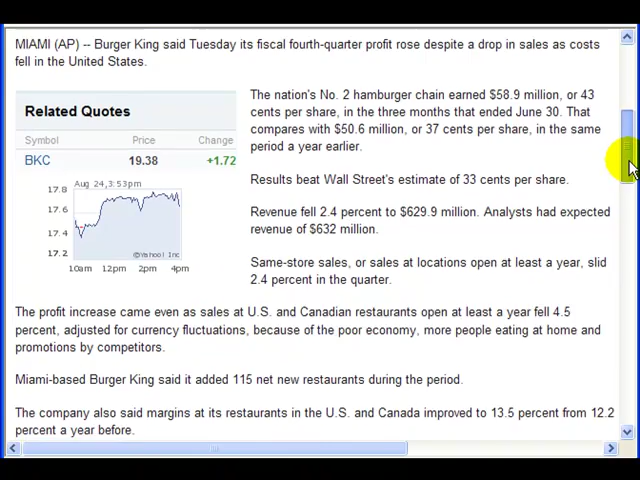 MIAMI (AP) -- Burger King said Tuesday its fiscal fourth-quarter profit rose despite a drop in sales as costs
fell in the United States.
Related Quotes
Symbol Price Change
BKC 19.38 +1.72
Aug 24,3:53pm
17.8
17.6
17.4
17.2
©Yahoo! Inc
10am 12pm 2pm 4pm
The nation's No. 2 hamburger chain earned $58.9 million, or 43
cents per share, in the three months that ended June 30. That
compares with $50.6 million, or 37 cents per share, in the same
period a year earlier.
Results beat Wall Street's estimate of 33 cents per share.
Revenue fell 2.4 percent to $629.9 million. Analysts had expected
revenue of $632 million.
Same-store sales, or sales at locations open at least a year, slid
2.4 percent in the quarter.
The profit increase came even as sales at U.S. and Canadian restaurants open at least a year fell 4.5
percent, adjusted for currency fluctuations, because of the poor economy, more people eating at home and
promotions by competitors.
Miami-based Burger King said it added 115 net new restaurants during the period.
The company also said margins at its restaurants in the U.S. and Canada improved to 13.5 percent from 12.2
percent a year before.